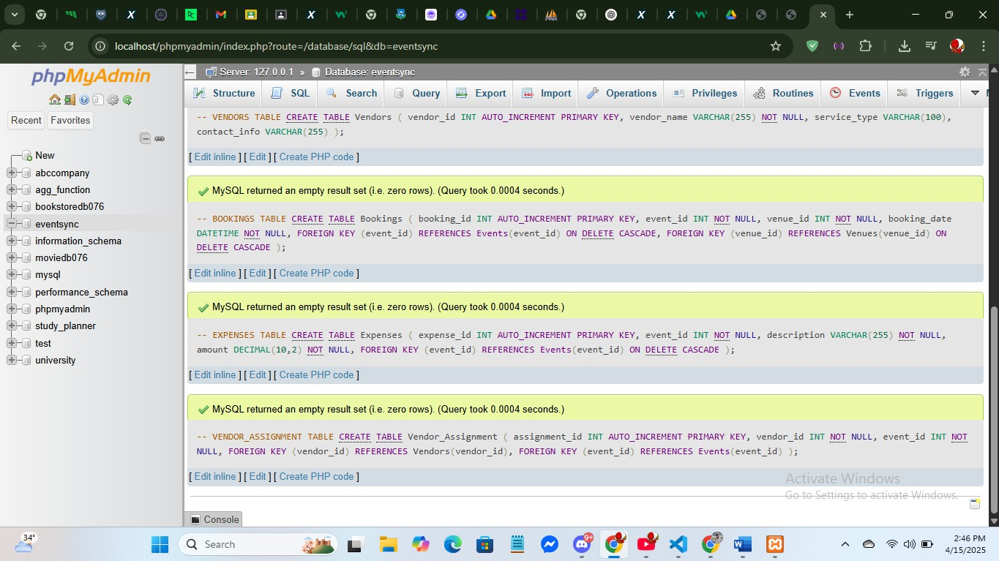 localhost/phpmyadmin/index.php?route=/database/sql&db=eventsync
phpMyAdmin
Recent
Favorites
New
abccompany
agg_function
bookstoredb076
eventsync
information_schema
moviedb076
mysql
performance_schema
phpmyadmin
study_planner
test
university
Server: 127.0.0.1 » Database: eventsync
Structure SQL Search Query Export Import Operations Privileges Routines Events Triggers
-- VENDORS TABLE CREATE TABLE Vendors ( vendor_id INT AUTO_INCREMENT PRIMARY KEY, vendor_name VARCHAR(255) NOT NULL, service_type VARCHAR(100),
contact_info VARCHAR(255) );
[ Edit inline ] [ Edit ] [ Create PHP code ]
MySQL returned an empty result set (i.e. zero rows). (Query took 0.0004 seconds.)
-- BOOKINGS TABLE CREATE TABLE Bookings ( booking_id INT AUTO_INCREMENT PRIMARY KEY, event_id INT NOT NULL, venue_id INT NOT NULL, booking_date
DATETIME NOT NULL, FOREIGN KEY (event_id) REFERENCES Events(event_id) ON DELETE CASCADE, FOREIGN KEY (venue_id) REFERENCES Venues(venue_id) ON
DELETE CASCADE );
[ Edit inline ] [ Edit ] [ Create PHP code ]
MySQL returned an empty result set (i.e. zero rows). (Query took 0.0004 seconds.)
-- EXPENSES TABLE CREATE TABLE Expenses ( expense_id INT AUTO_INCREMENT PRIMARY KEY, event_id INT NOT NULL, description VARCHAR(255) NOT NULL,
amount DECIMAL(10,2) NOT NULL, FOREIGN KEY (event_id) REFERENCES Events(event_id) ON DELETE CASCADE );
[ Edit inline ] [ Edit ] [ Create PHP code ]
MySQL returned an empty result set (i.e. zero rows). (Query took 0.0004 seconds.)
-- VENDOR_ASSIGNMENT TABLE CREATE TABLE Vendor_Assignment ( assignment_id INT AUTO_INCREMENT PRIMARY KEY, vendor_id INT NOT NULL, event_id INT NOT
NULL, FOREIGN KEY (vendor_id) REFERENCES Vendors(vendor_id), FOREIGN KEY (event_id) REFERENCES Events(event_id) );
[ Edit inline ] [ Edit ] [ Create PHP code ]
Activate Windows
Go to Settings to activate Windows.
Console
34°
Search
9+
2:46 PM
4/15/2025